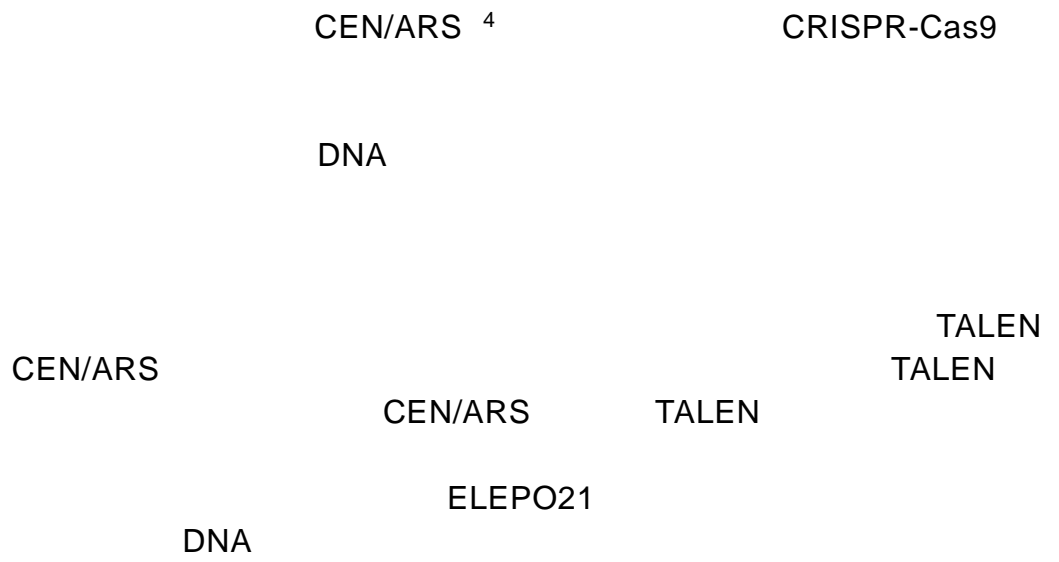 CEN/ARS ⁴ CRISPR-Cas9
DNA
TALEN
CEN/ARS TALEN
CEN/ARS TALEN
ELEPO21
DNA